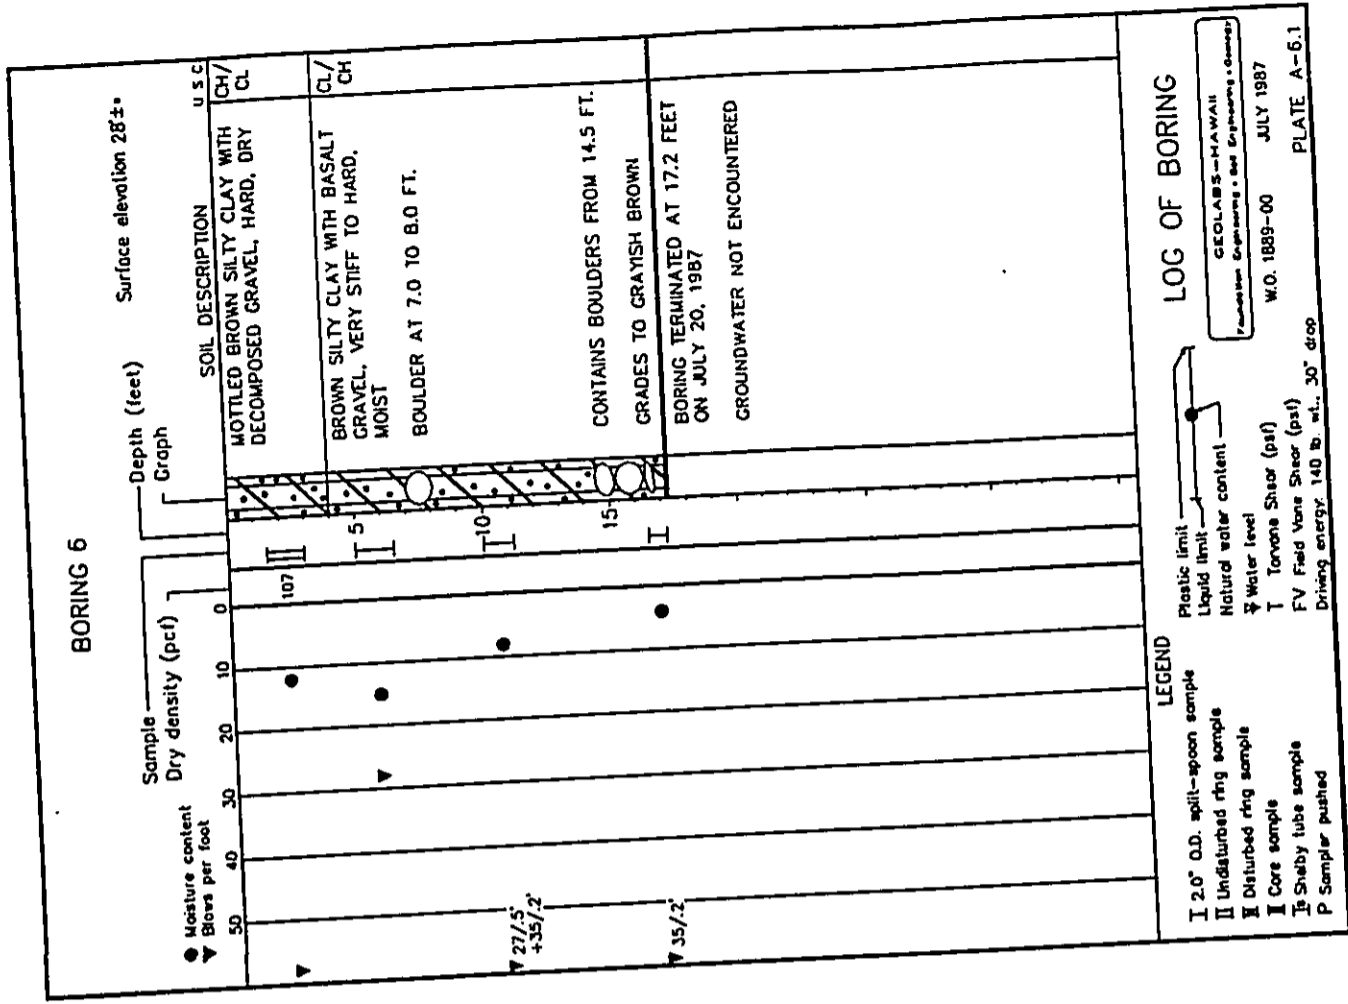 BORING 6
Sample
Dry density (pcf)
Depth (feet)
Graph
Surface elevation 28'±*
● Moisture content
▼ Blows per foot
50
40
30
20
10
0
SOIL DESCRIPTION
U S C
107
MOTTLED BROWN SILTY CLAY WITH
DECOMPOSED GRAVEL, HARD, DRY
CH/
CL
5
BROWN SILTY CLAY WITH BASALT
GRAVEL, VERY STIFF TO HARD,
MOIST
CL/
CH
BOULDER AT 7.0 TO 8.0 FT.
10
27/.5'
+35/.2'
15
CONTAINS BOULDERS FROM 14.5 FT.
GRADES TO GRAYISH BROWN
35/.2'
BORING TERMINATED AT 17.2 FEET
ON JULY 20, 1987
GROUNDWATER NOT ENCOUNTERED
LEGEND
I 2.0" O.D. split-spoon sample
Undisturbed ring sample
Disturbed ring sample
Core sample
Is Shelby tube sample
P Sampler pushed
Plastic limit
Liquid limit
Natural water content
Water level
T Torvane Shear (psf)
FV Field Vane Shear (psf)
Driving energy: 140 lb. wt., 30" drop
LOG OF BORING
GEOLABS-HAWAII
Foundation Engineering • Soil Engineering • Geology
W.O. 1889-00 JULY 1987
PLATE A-6.1